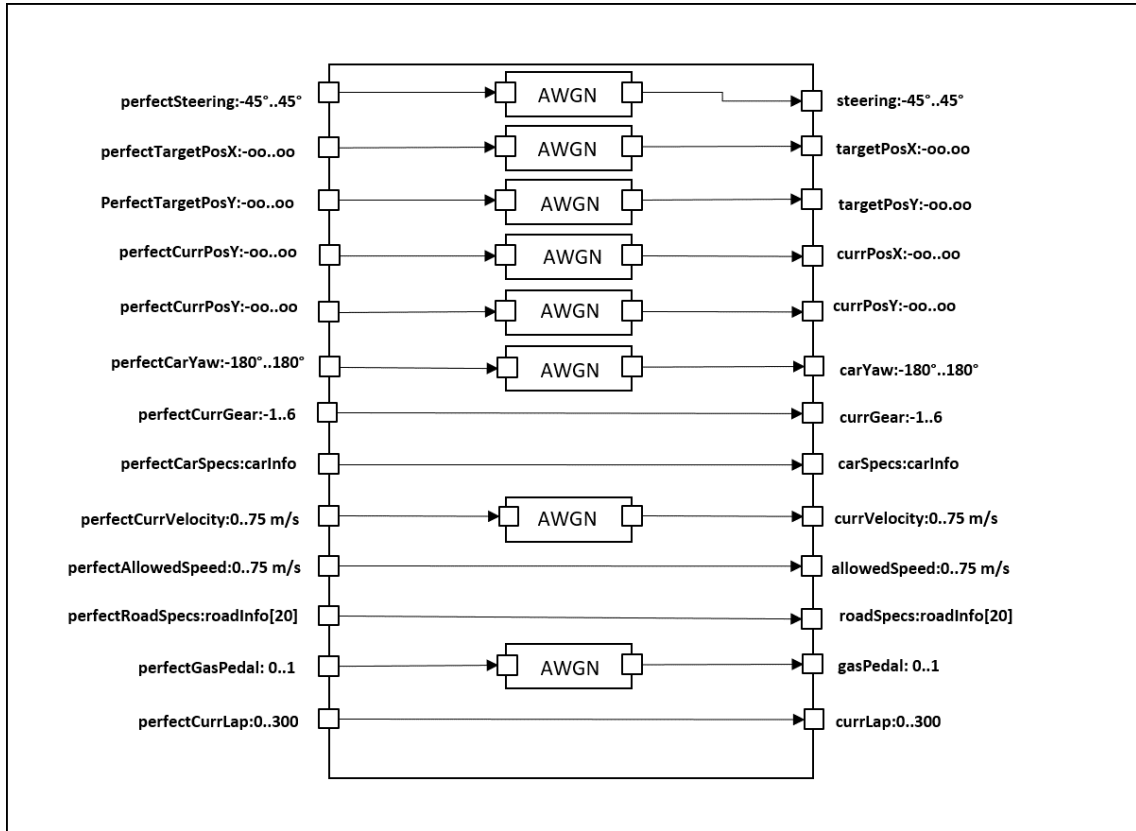 perfectSteering:-45°..45°
AWGN
steering:-45°..45°
perfectTargetPosX:-oo..oo
AWGN
targetPosX:-oo.oo
PerfectTargetPosY:-oo..oo
AWGN
targetPosY:-oo.oo
perfectCurrPosY:-oo..oo
AWGN
currPosX:-oo..oo
perfectCurrPosY:-oo..oo
AWGN
currPosY:-oo..oo
perfectCarYaw:-180°..180°
AWGN
carYaw:-180°..180°
perfectCurrGear:-1..6
currGear:-1..6
perfectCarSpecs:carInfo
carSpecs:carInfo
perfectCurrVelocity:0..75 m/s
AWGN
currVelocity:0..75 m/s
perfectAllowedSpeed:0..75 m/s
allowedSpeed:0..75 m/s
perfectRoadSpecs:roadInfo[20]
roadSpecs:roadInfo[20]
perfectGasPedal: 0..1
AWGN
gasPedal: 0..1
perfectCurrLap:0..300
currLap:0..300